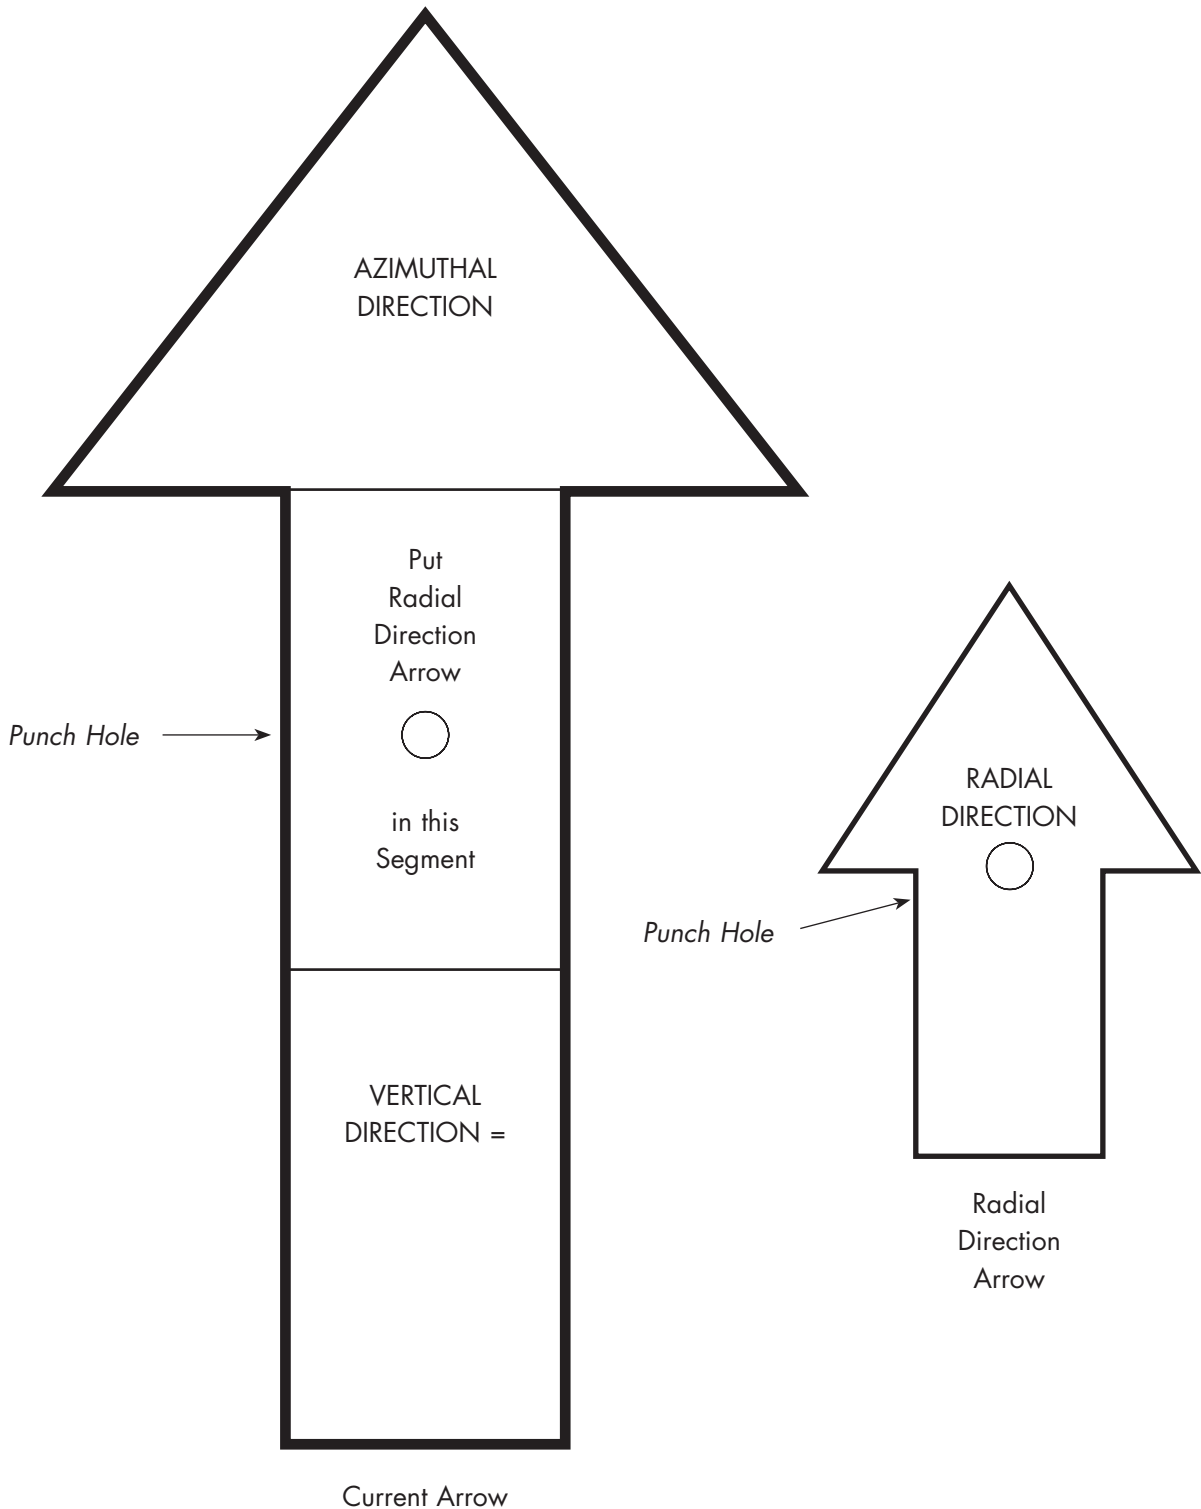 AZIMUTHAL
DIRECTION
Put
Radial
Direction
Arrow
Punch Hole
in this
Segment
RADIAL
DIRECTION
Punch Hole
VERTICAL
DIRECTION =
Radial
Direction
Arrow
Current Arrow